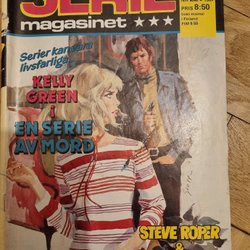 SERIE
magasinet ★★★
PRIS 8:50
Serier kan vara
livsfarliga!
KELLY
GREEN i
EN SERIE
AV MORD
STEVE ROPER
&